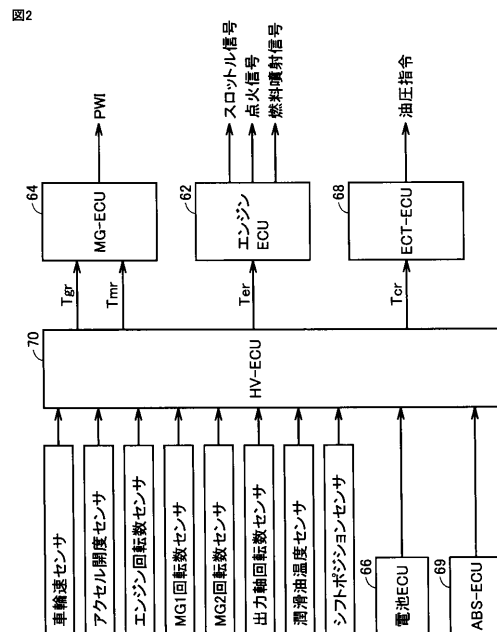 図2
車輪速センサ
アクセル開度センサ
エンジン回転数センサ
MG1回転数センサ
MG2回転数センサ
出力軸回転数センサ
潤滑油温度センサ
シフトポジションセンサ
66
電池ECU
69
ABS-ECU
70
HV-ECU
Tgr
Tmr
Ter
Tcr
64
MG-ECU
62
エンジン
ECU
68
ECT-ECU
PWI
スロットル信号
点火信号
燃料噴射信号
油圧指令